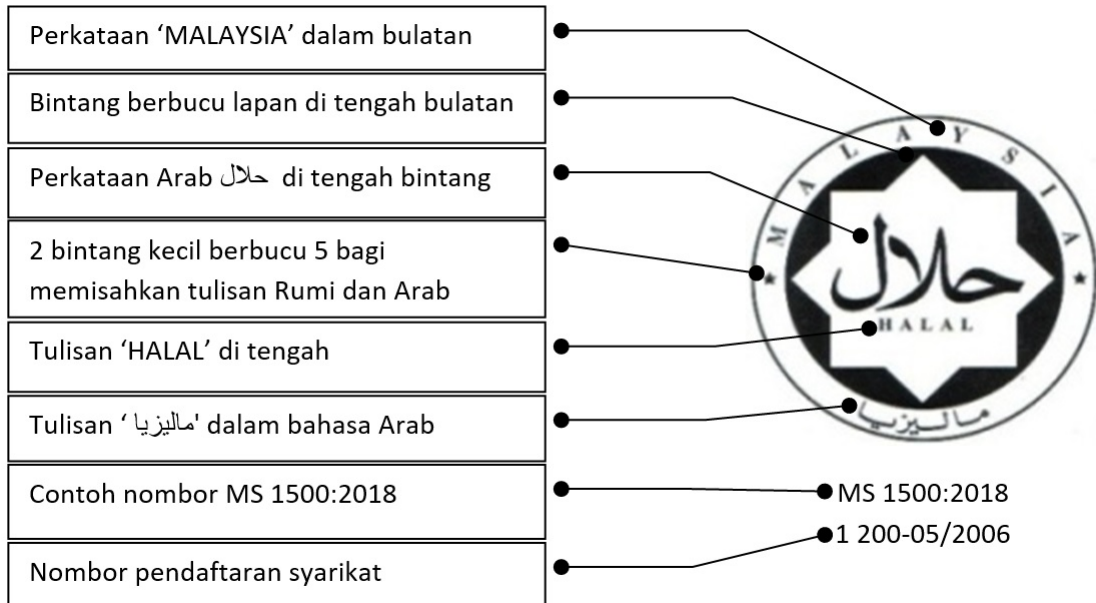 Perkataan ‘MALAYSIA’ dalam bulatan
Bintang berbucu lapan di tengah bulatan
Perkataan Arab حلال di tengah bintang
2 bintang kecil berbucu 5 bagi
memisahkan tulisan Rumi dan Arab
Tulisan ‘HALAL’ di tengah
Tulisan ‘ماليزيا' dalam bahasa Arab
Contoh nombor MS 1500:2018
Nombor pendaftaran syarikat
MALAYSIA
حلال
HALAL
ماليزيا
MS 1500:2018
1 200-05/2006